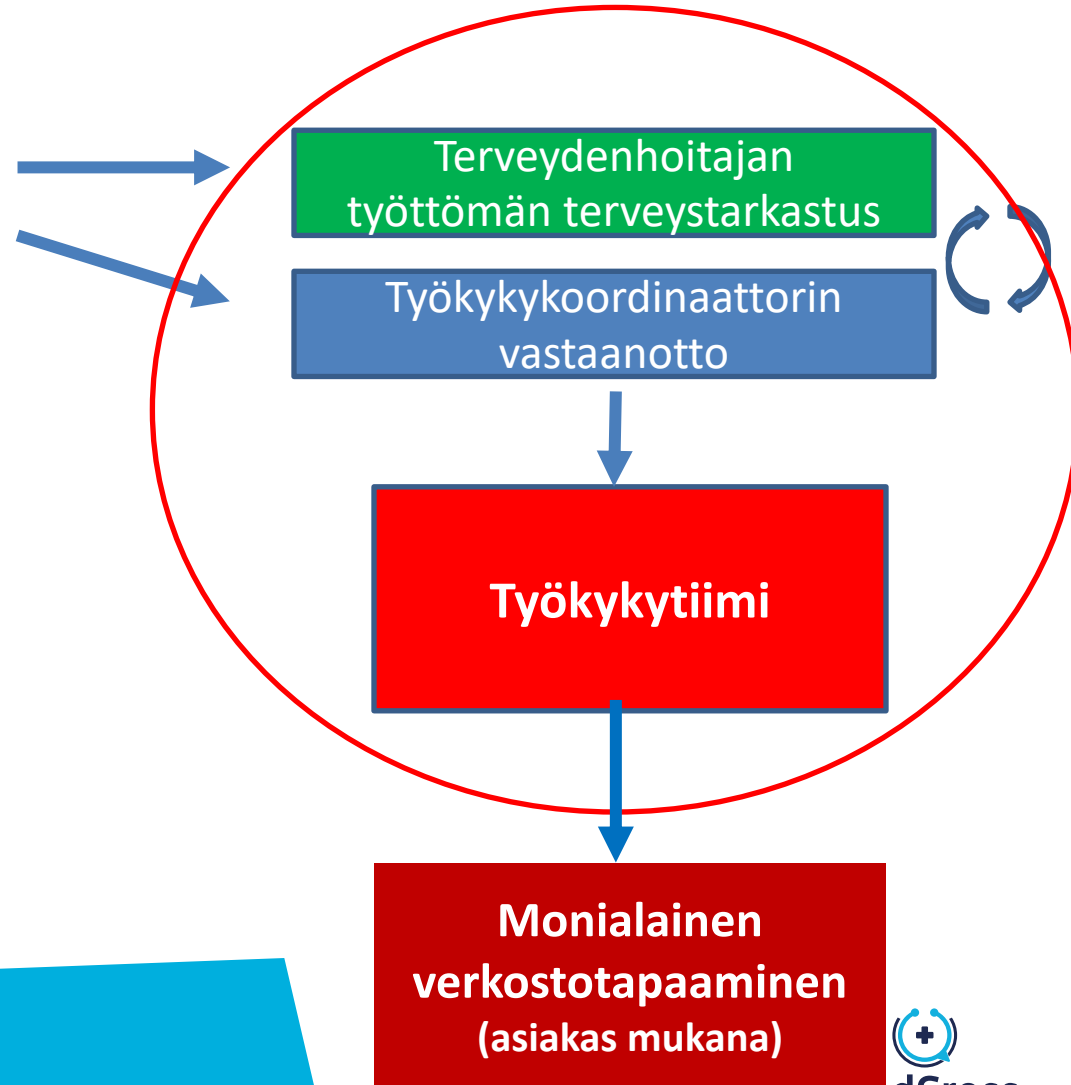 Terveydenhoitajan
työttömän terveystarkastus
Työkykykoordinaattorin
vastaanotto
Työkykytiimi
Monialainen
verkostotapaaminen
(asiakas mukana)